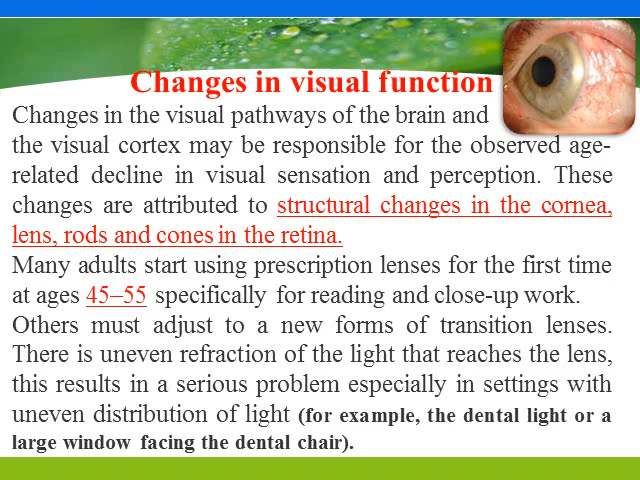 Changes in visual function
Changes in the visual pathways of the brain and
the visual cortex may be responsible for the observed age-
related decline in visual sensation and perception. These
changes are attributed to structural changes in the cornea,
lens, rods and cones in the retina.
Many adults start using prescription lenses for the first time
at ages 45–55 specifically for reading and close-up work.
Others must adjust to a new forms of transition lenses.
There is uneven refraction of the light that reaches the lens,
this results in a serious problem especially in settings with
uneven distribution of light (for example, the dental light or a
large window facing the dental chair).